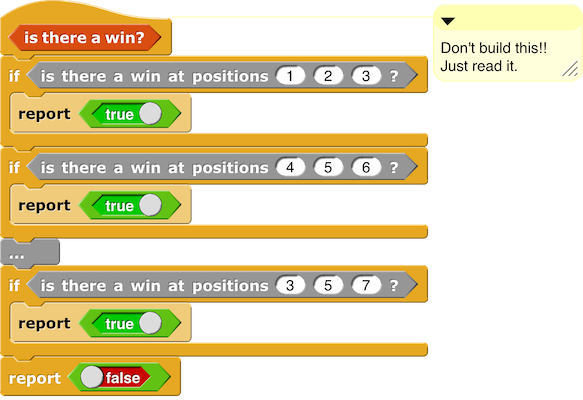 is there a win?
Don't build this!!
Just read it.
if is there a win at positions 1 2 3 ?
report true
if is there a win at positions 4 5 6 ?
report true
...
if is there a win at positions 3 5 7 ?
report true
report false